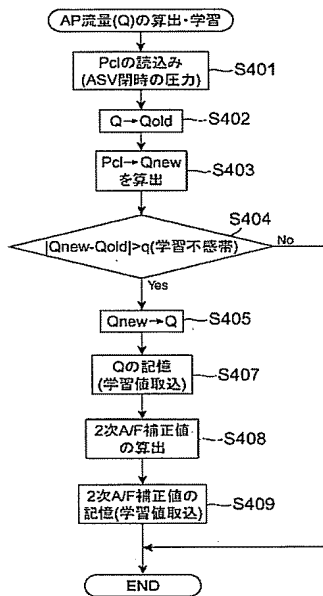 AP流量(Q)の算出・学習
Pclの読込み
(ASV閉時の圧力)
S401
Q→Qold
S402
Pcl→Qnew
を算出
S403
S404
|Qnew-Qold|>q(学習不感帯)
No
Yes
Qnew→Q
S405
Qの記憶
(学習値取込)
S407
2次A/F補正値
の算出
S408
2次A/F補正値の
記憶(学習値取込)
S409
END